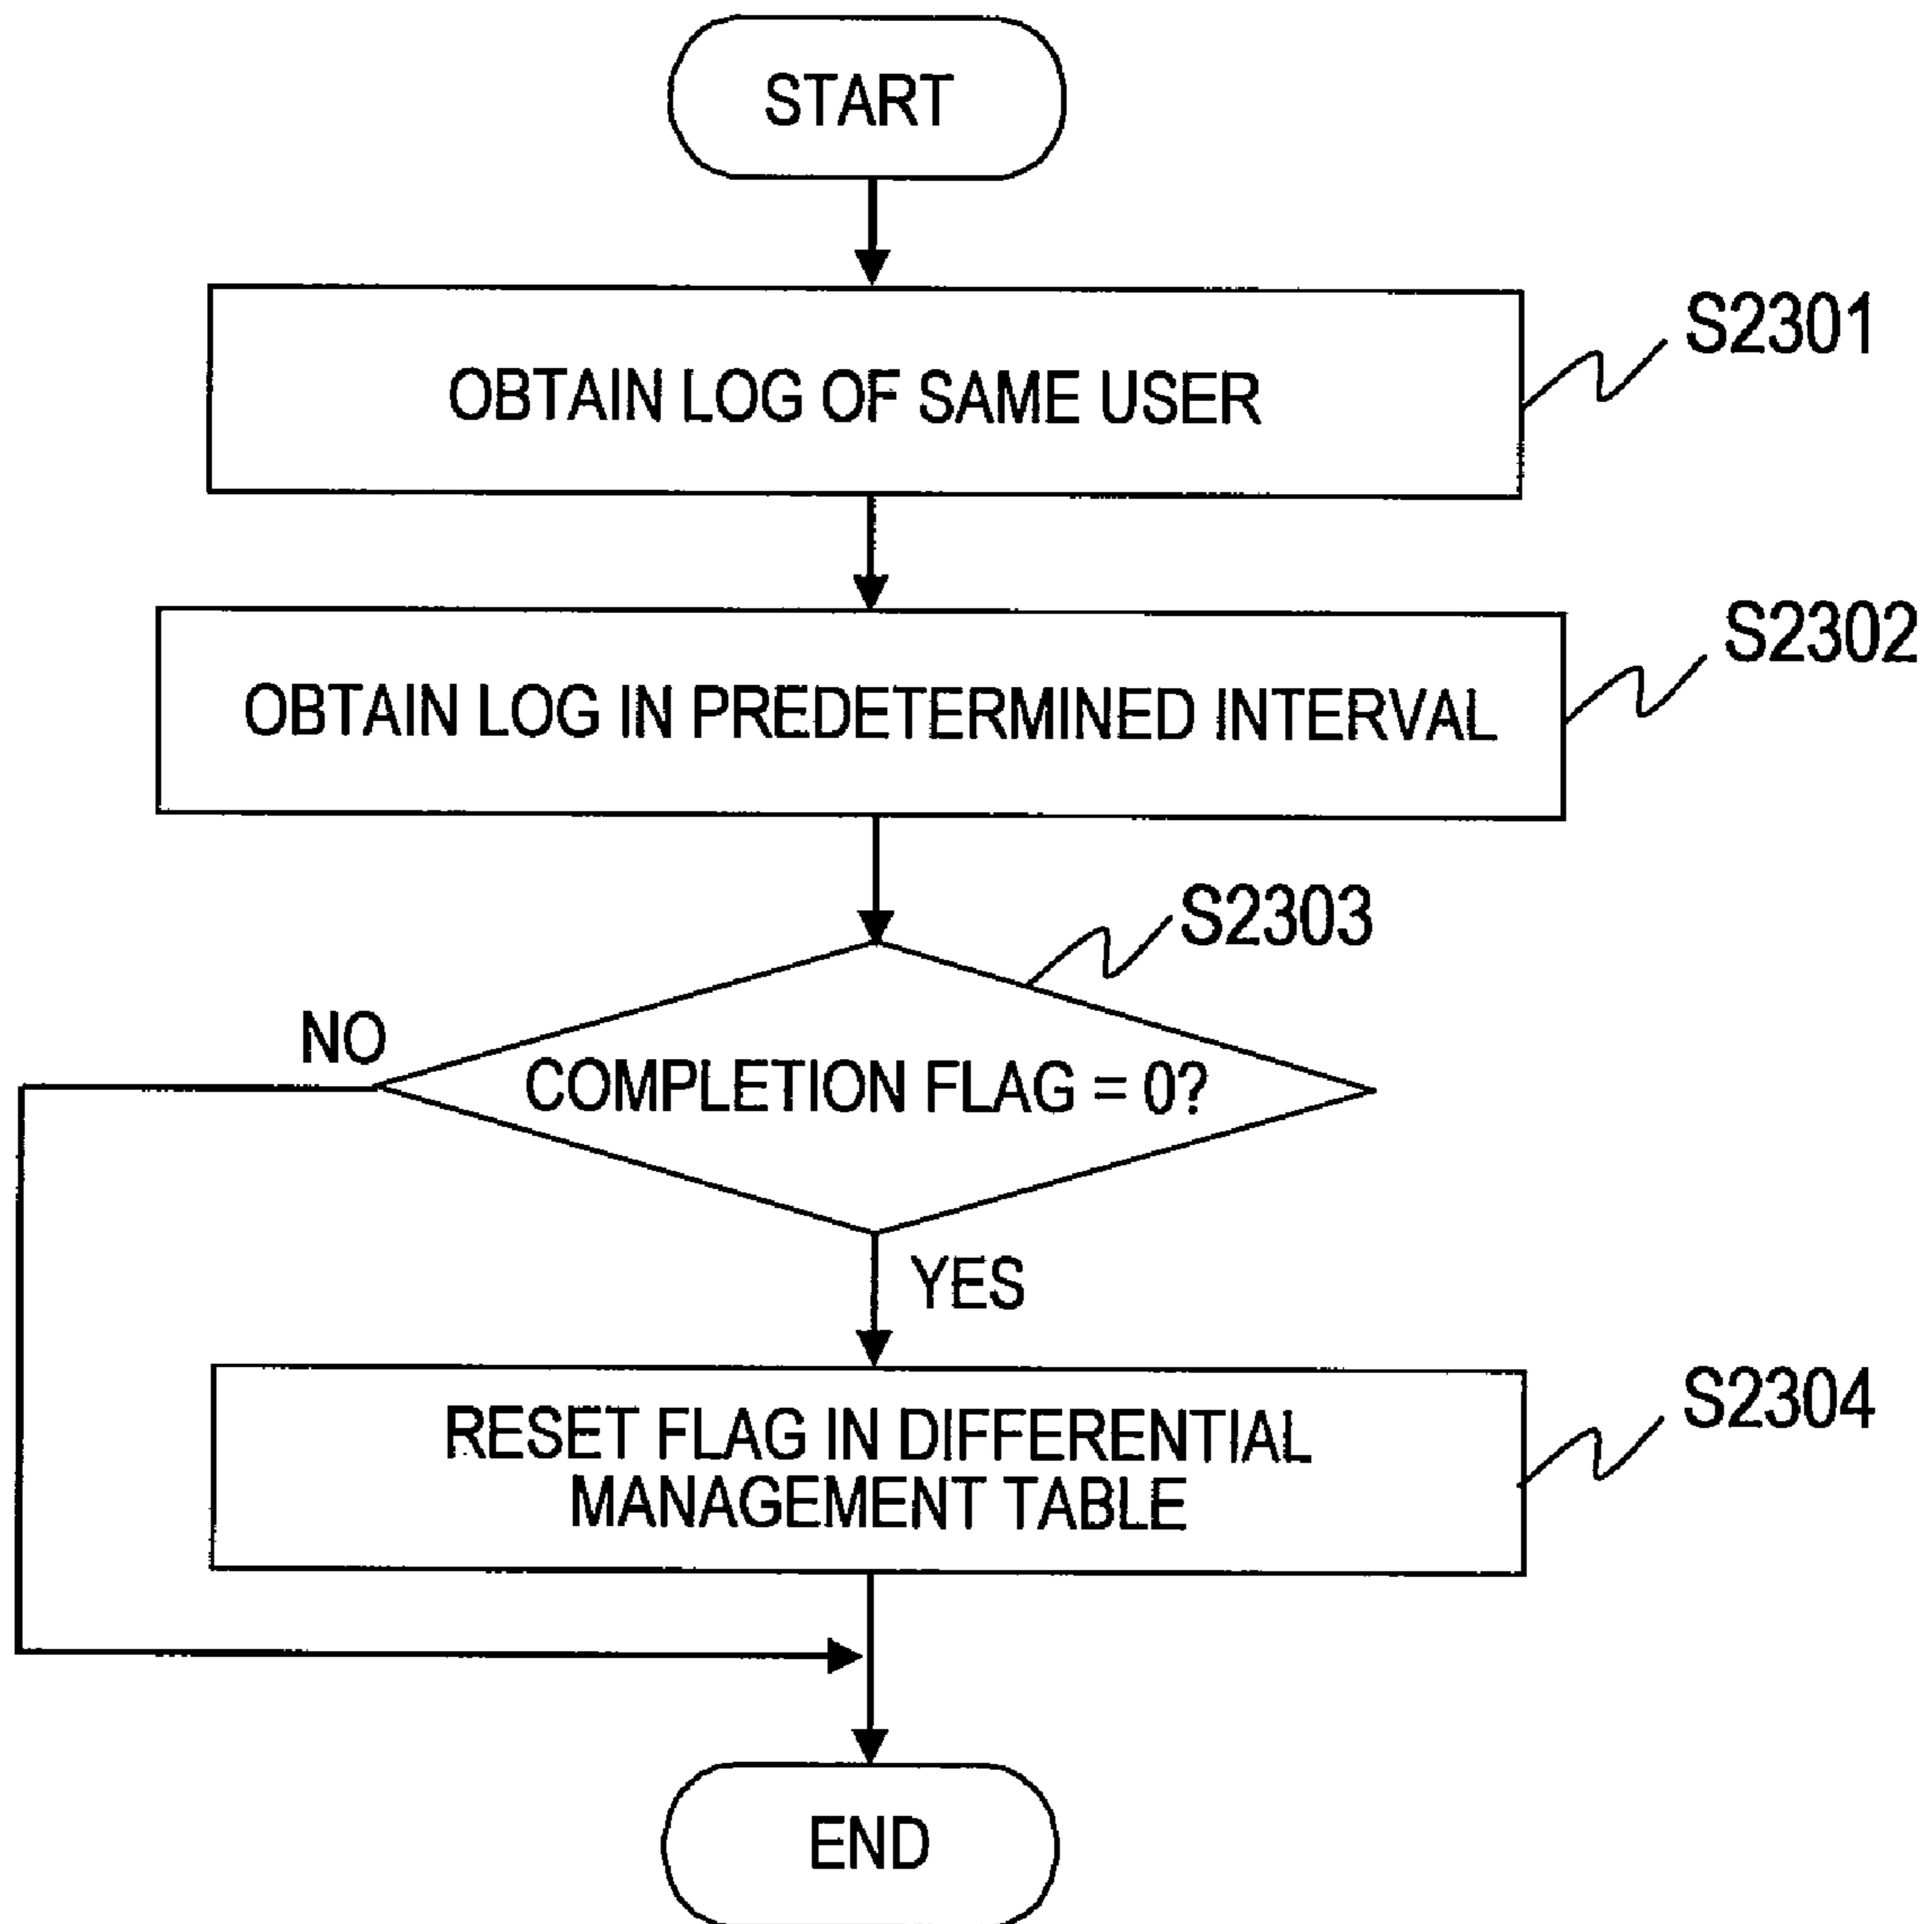 START
S2301
OBTAIN LOG OF SAME USER
S2302
OBTAIN LOG IN PREDETERMINED INTERVAL
S2303
NO
COMPLETION FLAG = 0?
YES
S2304
RESET FLAG IN DIFFERENTIAL
MANAGEMENT TABLE
END